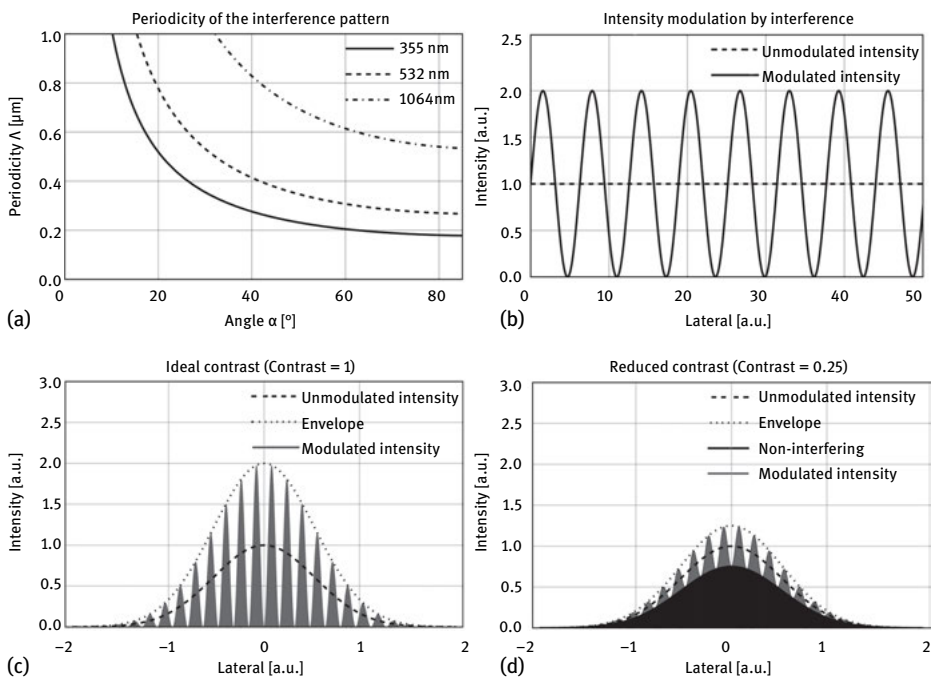 Periodicity of the interference pattern
1.0
0.8
0.6
0.4
0.2
0.0
Periodicity Λ [μm]
355 nm
532 nm
1064nm
0
20
40
60
80
Angle α [°]
(a)
Intensity modulation by interference
2.5
2.0
1.5
1.0
0.5
0.0
Intensity [a.u.]
Unmodulated intensity
Modulated intensity
0
10
20
30
40
50
Lateral [a.u.]
(b)
Ideal contrast (Contrast = 1)
3.0
2.5
2.0
1.5
1.0
0.5
0.0
Intensity [a.u.]
Unmodulated intensity
Envelope
Modulated intensity
−2
−1
0
1
2
Lateral [a.u.]
(c)
Reduced contrast (Contrast = 0.25)
3.0
2.5
2.0
1.5
1.0
0.5
0.0
Intensity [a.u.]
Unmodulated intensity
Envelope
Non-interfering
Modulated intensity
−2
−1
0
1
2
Lateral [a.u.]
(d)